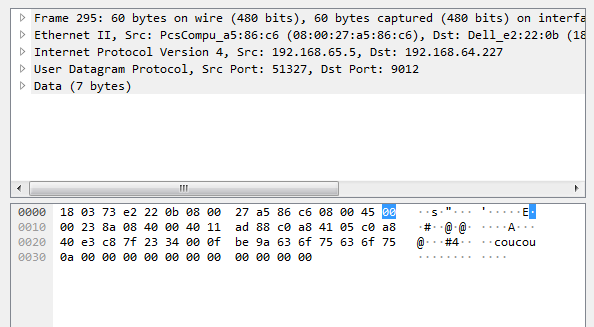 Frame 295: 60 bytes on wire (480 bits), 60 bytes captured (480 bits) on interfa
Ethernet II, Src: PcsCompu_a5:86:c6 (08:00:27:a5:86:c6), Dst: Dell_e2:22:0b (18
Internet Protocol Version 4, Src: 192.168.65.5, Dst: 192.168.64.227
User Datagram Protocol, Src Port: 51327, Dst Port: 9012
Data (7 bytes)
0000 18 03 73 e2 22 0b 08 00 27 a5 86 c6 08 00 45 00 ··s·"··· '·····E·
0010 00 23 8a 08 40 00 40 11 ad 88 c0 a8 41 05 c0 a8 ·#··@·@· ····A···
0020 40 e3 c8 7f 23 34 00 0f be 9a 63 6f 75 63 6f 75 @···#4·· ··coucou
0030 0a 00 00 00 00 00 00 00 00 00 00 00 ········ ····